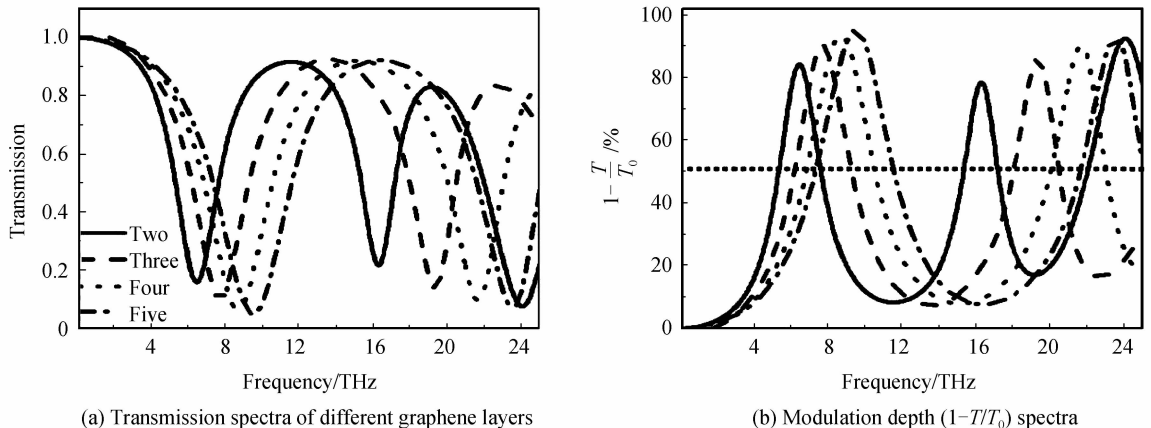 1.0
0.8
0.6
0.4
0.2
0
Transmission
Two
Three
Four
Five
4 8 12 16 20 24
Frequency/THz
(a) Transmission spectra of different graphene layers
100
80
60
40
20
0
1−T/T0 /%
4 8 12 16 20 24
Frequency/THz
(b) Modulation depth (1−T/T0) spectra